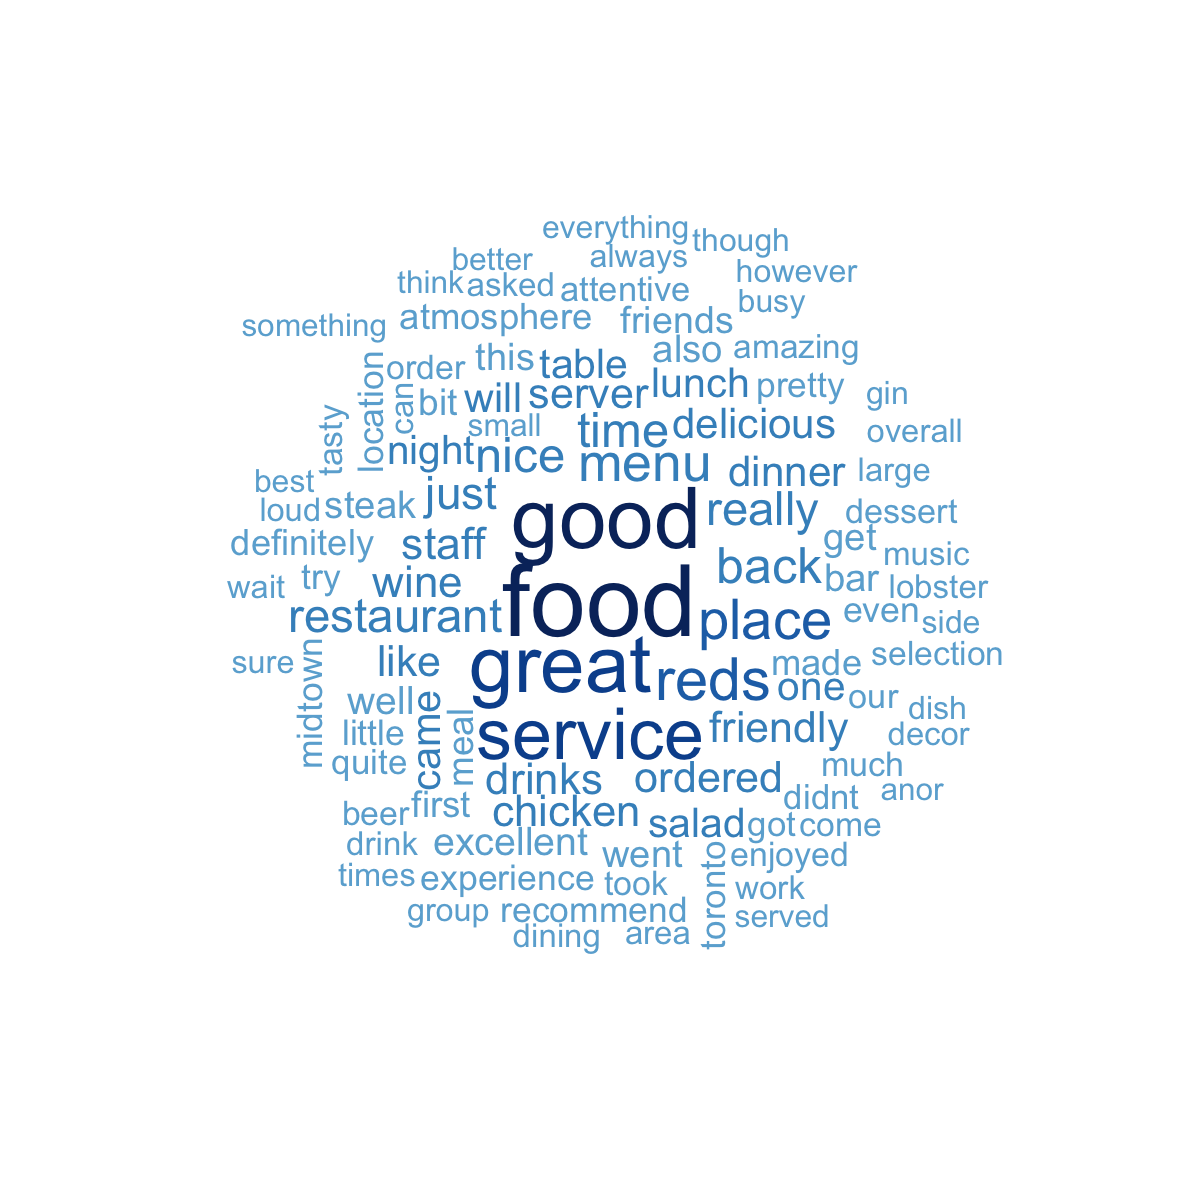 everything
though
better
always
however
think
asked
attentive
busy
something
atmosphere
friends
order
this
table
also
amazing
location
can
bit
will
server
lunch
pretty
gin
tasty
small
time
delicious
overall
night
nice
menu
dinner
large
best
loud
steak
just
good
really
dessert
definitely
staff
get
music
wait
try
wine
back
bar
lobster
restaurant
food
place
even
side
sure
like
great
reds
made
one
selection
midtown
well
came
meal
our
dish
little
service
friendly
decor
quite
drinks
ordered
much
didnt
anor
beer
first
chicken
salad
got
come
drink
excellent
went
toronto
enjoyed
times
experience
took
work
group
recommend
served
dining
area